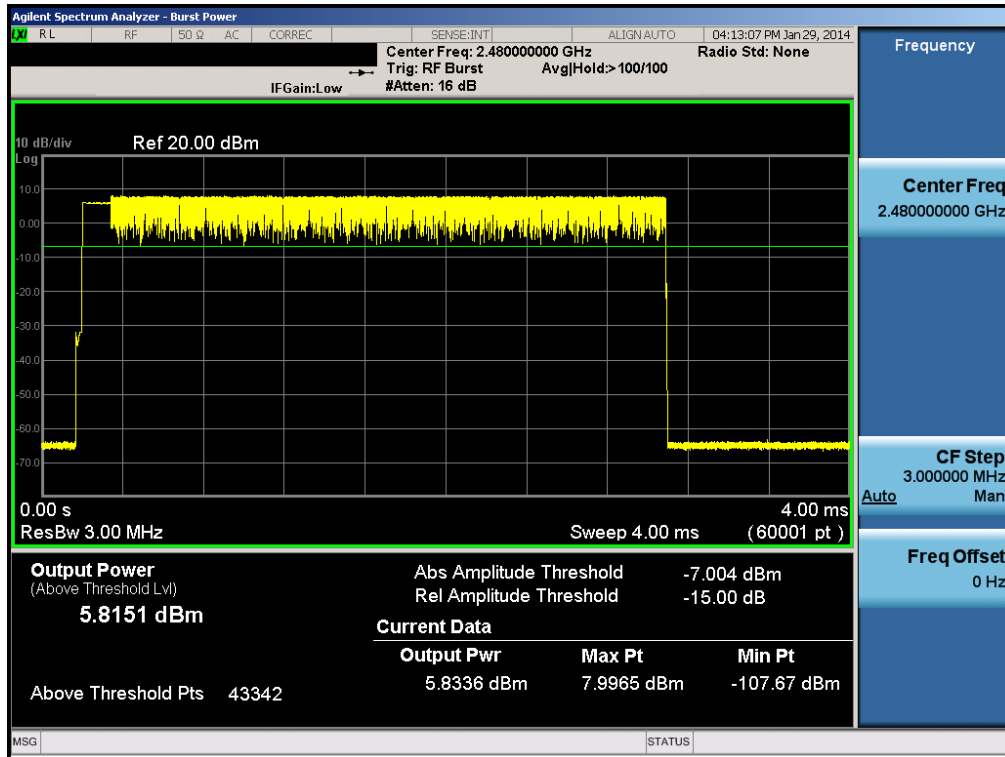 Agilent Spectrum Analyzer - Burst Power
LXI RL RF 50 Ω AC CORREC SENSE:INT ALIGN AUTO 04:13:07 PM Jan 29, 2014
Center Freq: 2.480000000 GHz Radio Std: None
Trig: RF Burst Avg|Hold:>100/100
IFGain:Low #Atten: 16 dB
10 dB/div Ref 20.00 dBm
Log
10.0
0.00
-10.0
-20.0
-30.0
-40.0
-50.0
-60.0
-70.0
0.00 s 4.00 ms
ResBw 3.00 MHz Sweep 4.00 ms (60001 pt )
Output Power
(Above Threshold Lvl)
5.8151 dBm
Above Threshold Pts 43342
Abs Amplitude Threshold -7.004 dBm
Rel Amplitude Threshold -15.00 dB
Current Data
Output Pwr Max Pt Min Pt
5.8336 dBm 7.9965 dBm -107.67 dBm
Frequency
Center Freq
2.480000000 GHz
CF Step
3.000000 MHz
Auto Man
Freq Offset
0 Hz
MSG STATUS